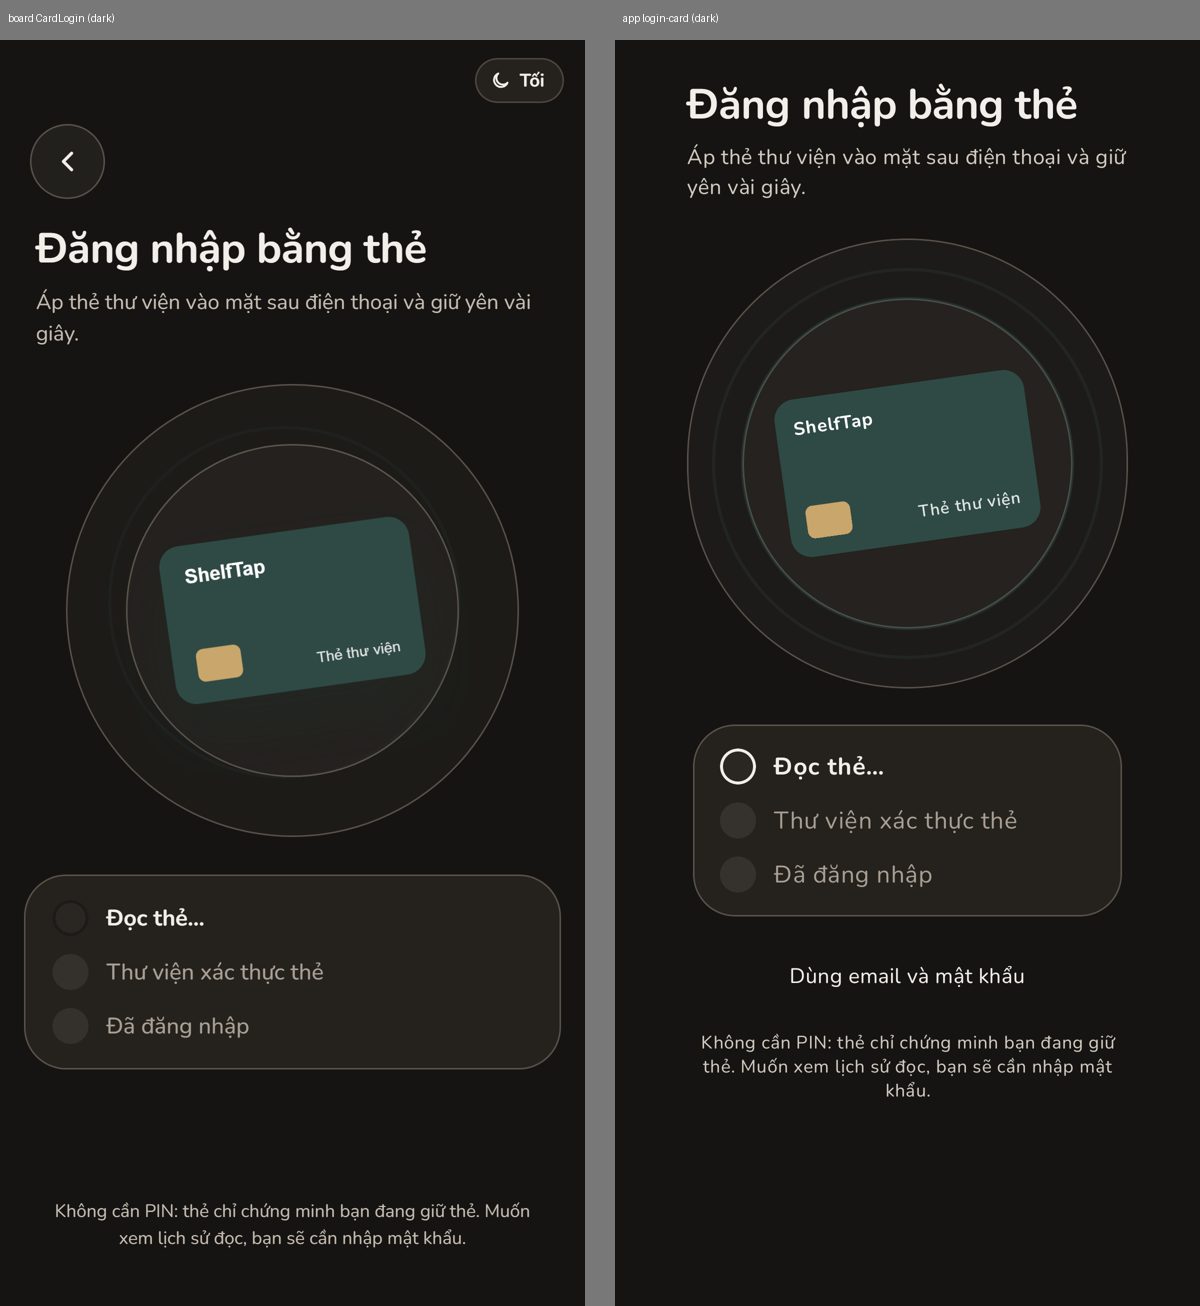 board CardLogin (dark)
Tối
Đăng nhập bằng thẻ
Áp thẻ thư viện vào mặt sau điện thoại và giữ yên vài
giây.
ShelfTap
Thẻ thư viện
Đọc thẻ...
Thư viện xác thực thẻ
Đã đăng nhập
Không cần PIN: thẻ chỉ chứng minh bạn đang giữ thẻ. Muốn
xem lịch sử đọc, bạn sẽ cần nhập mật khẩu.
app login-card (dark)
Đăng nhập bằng thẻ
Áp thẻ thư viện vào mặt sau điện thoại và giữ
yên vài giây.
ShelfTap
Thẻ thư viện
Đọc thẻ...
Thư viện xác thực thẻ
Đã đăng nhập
Dùng email và mật khẩu
Không cần PIN: thẻ chỉ chứng minh bạn đang giữ
thẻ. Muốn xem lịch sử đọc, bạn sẽ cần nhập mật
khẩu.